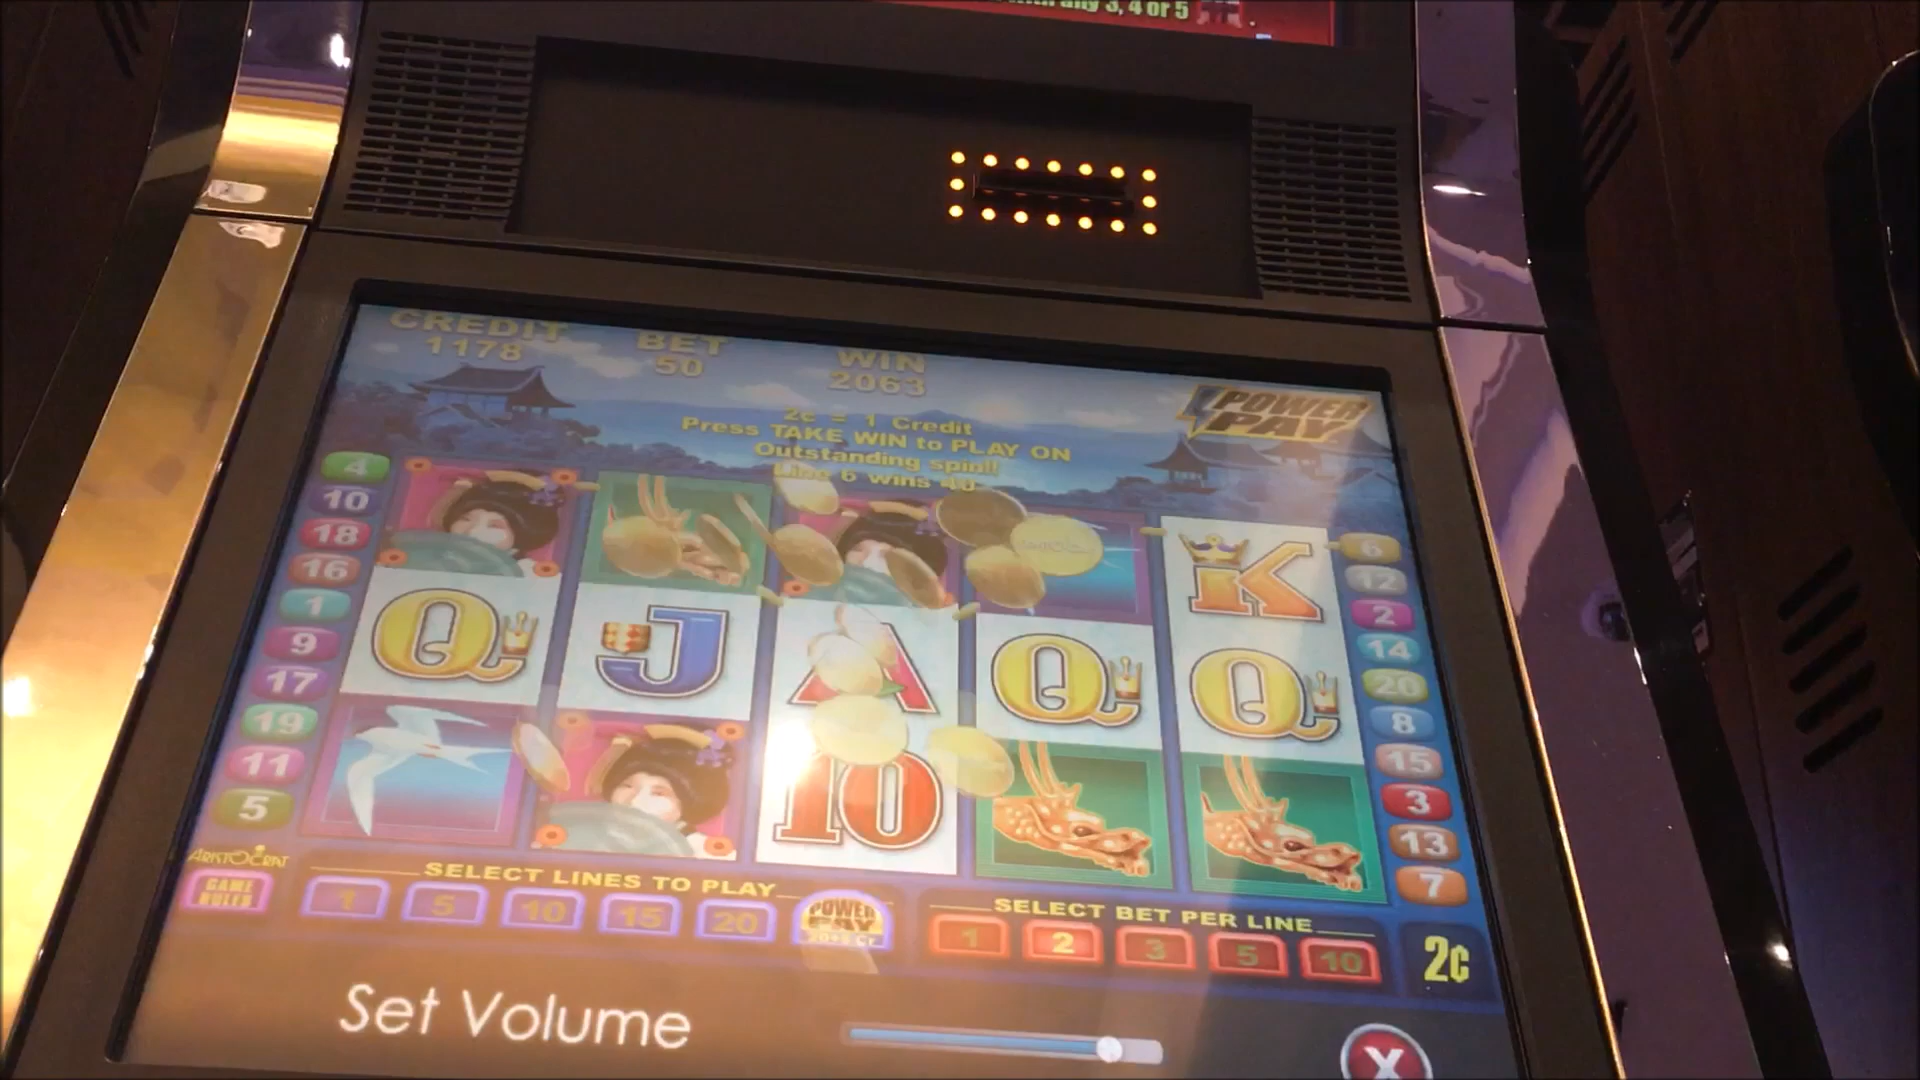 with any 3, 4 or 5
CREDIT
1178
BET
50
WIN
2063
POWER
PAY
2c = 1 Credit
Press TAKE WIN to PLAY ON
Outstanding spin!!
Line 6 wins 40
4
10
18
16
1
9
17
19
11
5
K
Q
J
A
Q
Q
10
6
12
2
14
20
8
15
3
13
7
ARISTOCRAT
GAME
RULES
SELECT LINES TO PLAY
1
5
10
15
20
POWER
PAY
SELECT BET PER LINE
1
2
3
5
10
2c
Set Volume
X